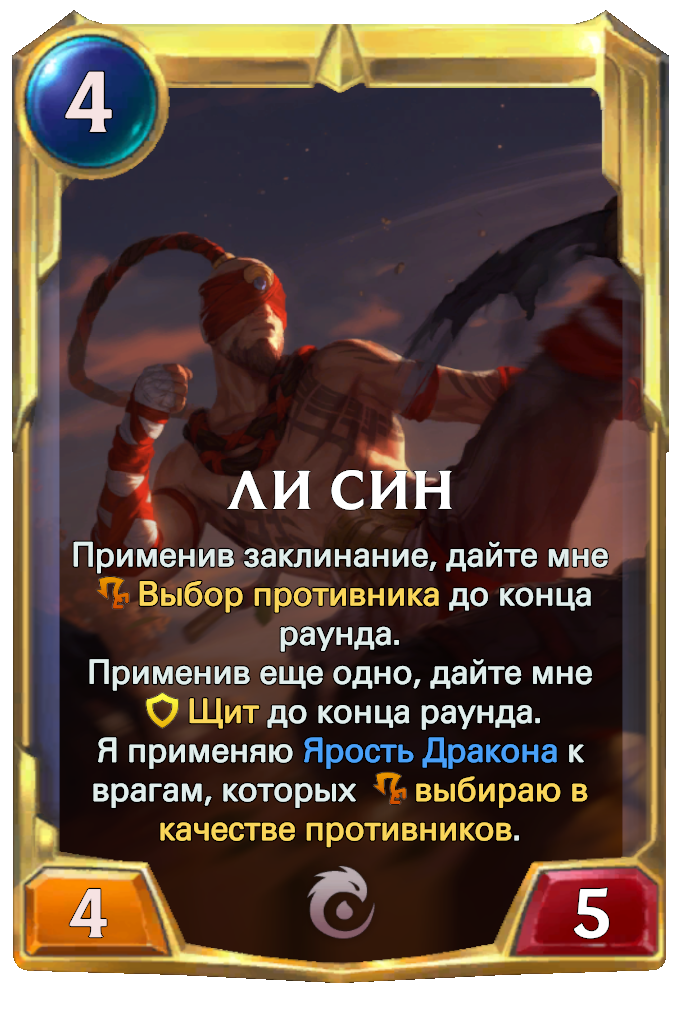 4
ЛИ СИН
Применив заклинание, дайте мне
Выбор противника до конца
раунда.
Применив еще одно, дайте мне
Щит до конца раунда.
Я применяю Ярость Дракона к
врагам, которых выбираю в
качестве противников.
4
5